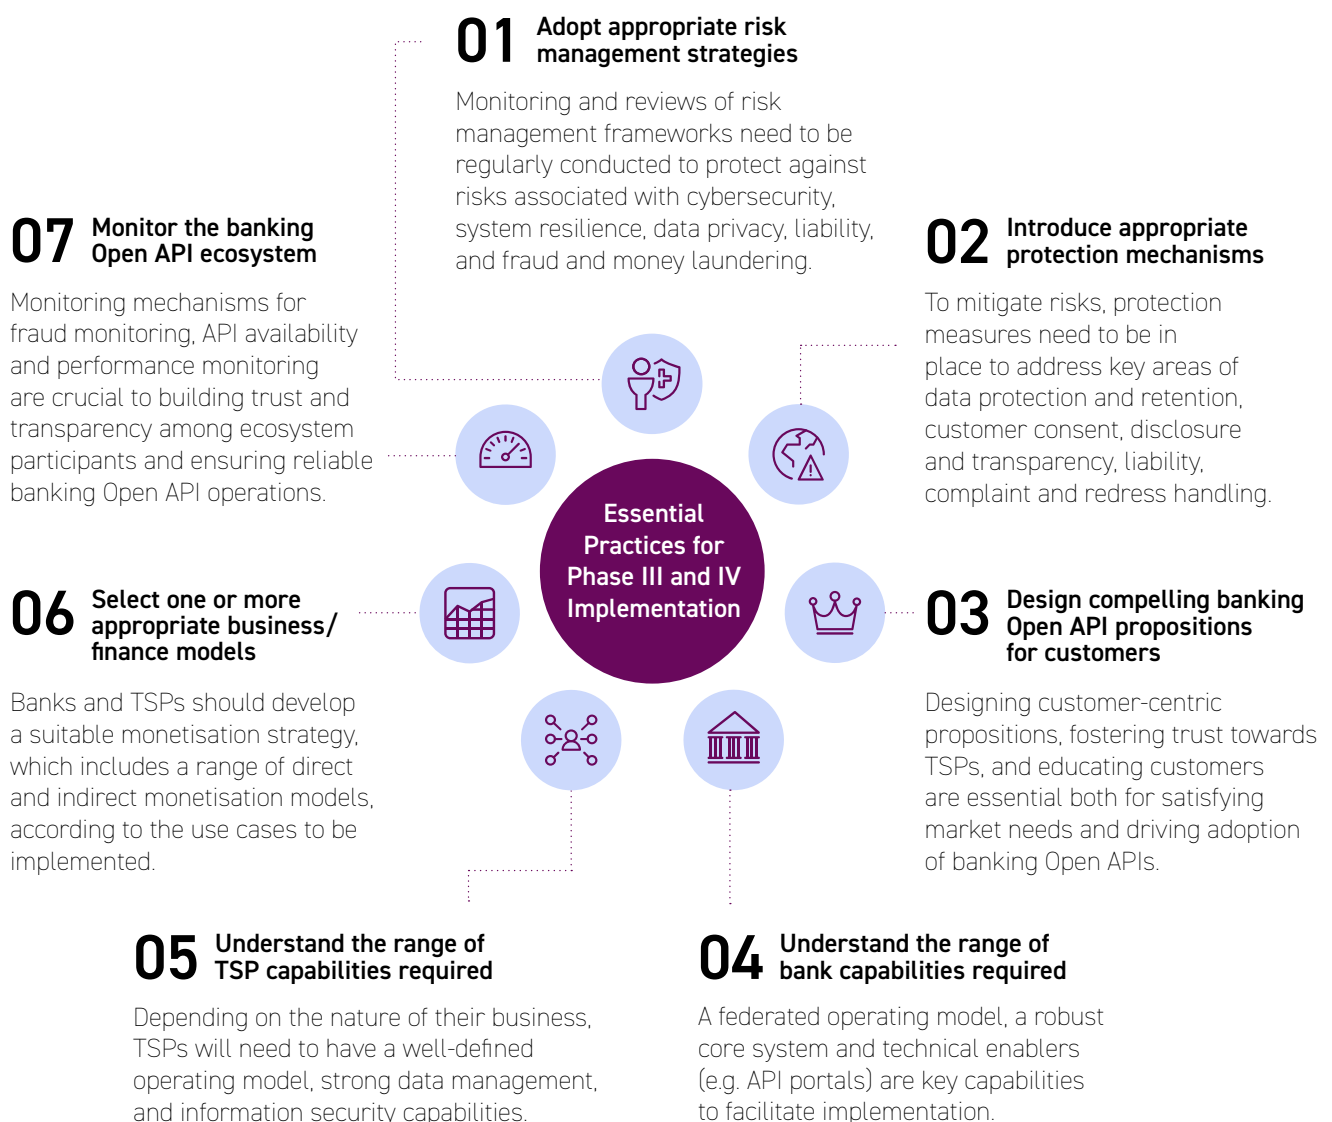 01
Adopt appropriate risk
management strategies
Monitoring and reviews of risk
management frameworks need to be
regularly conducted to protect against
risks associated with cybersecurity,
system resilience, data privacy, liability,
and fraud and money laundering.
02
Introduce appropriate
protection mechanisms
To mitigate risks, protection
measures need to be in
place to address key areas of
data protection and retention,
customer consent, disclosure
and transparency, liability,
complaint and redress handling.
03
Design compelling banking
Open API propositions
for customers
Designing customer-centric
propositions, fostering trust towards
TSPs, and educating customers
are essential both for satisfying
market needs and driving adoption
of banking Open APIs.
04
Understand the range of
bank capabilities required
A federated operating model, a robust
core system and technical enablers
(e.g. API portals) are key capabilities
to facilitate implementation.
05
Understand the range of
TSP capabilities required
Depending on the nature of their business,
TSPs will need to have a well-defined
operating model, strong data management,
and information security capabilities.
06
Select one or more
appropriate business/
finance models
Banks and TSPs should develop
a suitable monetisation strategy,
which includes a range of direct
and indirect monetisation models,
according to the use cases to be
implemented.
07
Monitor the banking
Open API ecosystem
Monitoring mechanisms for
fraud monitoring, API availability
and performance monitoring
are crucial to building trust and
transparency among ecosystem
participants and ensuring reliable
banking Open API operations.
Essential
Practices for
Phase III and IV
Implementation